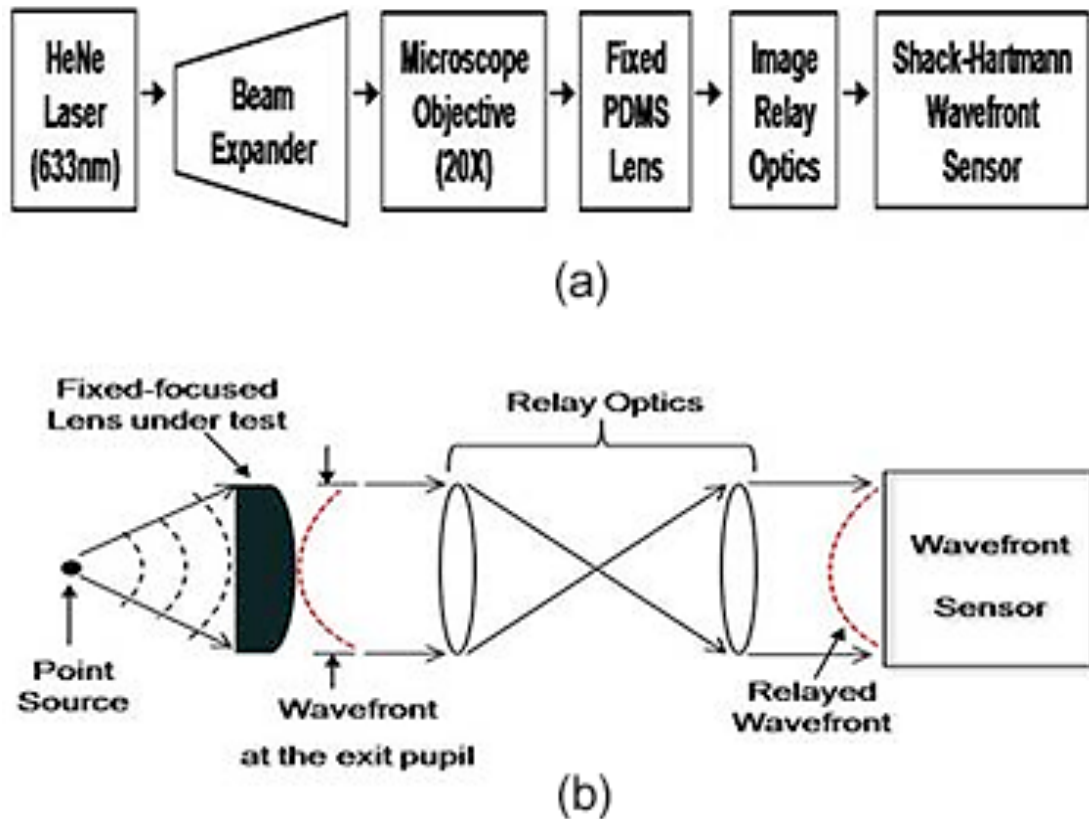 HeNe
Laser
(633nm)
Beam
Expander
Microscope
Objective
(20X)
Fixed
PDMS
Lens
Image
Relay
Optics
Shack-Hartmann
Wavefront
Sensor
(a)
Fixed-focused
Lens under test
Relay Optics
Point
Source
Wavefront
at the exit pupil
Relayed
Wavefront
Wavefront
Sensor
(b)